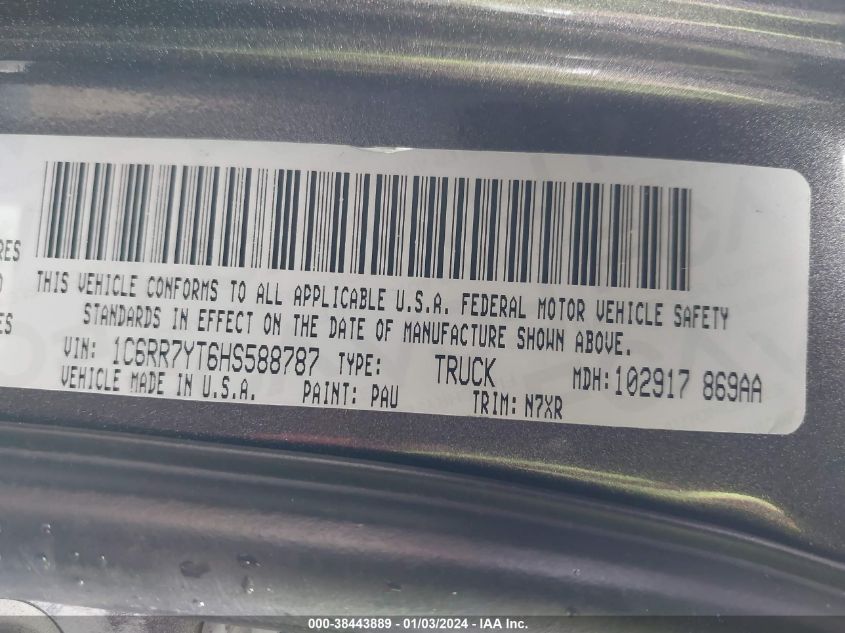 RES
THIS VEHICLE CONFORMS TO ALL APPLICABLE U.S.A. FEDERAL MOTOR VEHICLE SAFETY
ES
STANDARDS IN EFFECT ON THE DATE OF MANUFACTURE SHOWN ABOVE.
VIN: 1C6RR7YT6HS588787 TYPE: TRUCK MDH:102917 869AA
VEHICLE MADE IN U.S.A. PAINT: PAU TRIM: N7XR
000-38443889 - 01/03/2024 - IAA Inc.